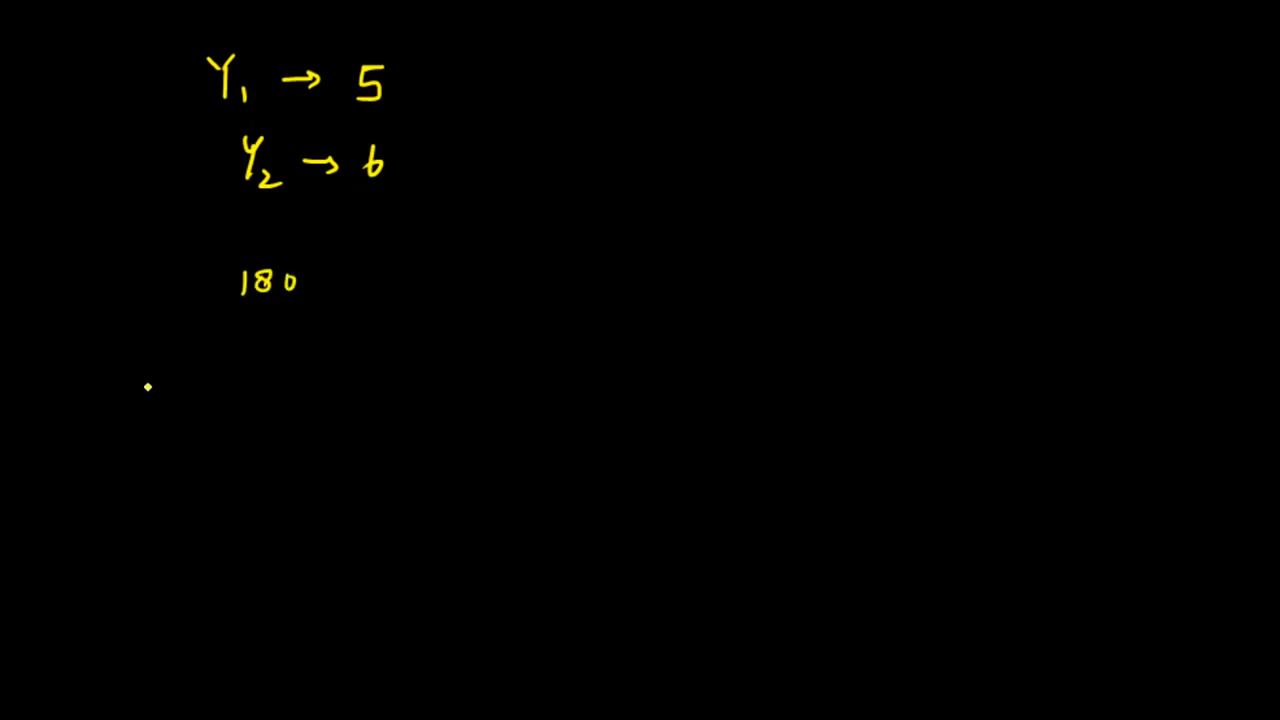 Y₁ → 5
Y₂ → 6
180